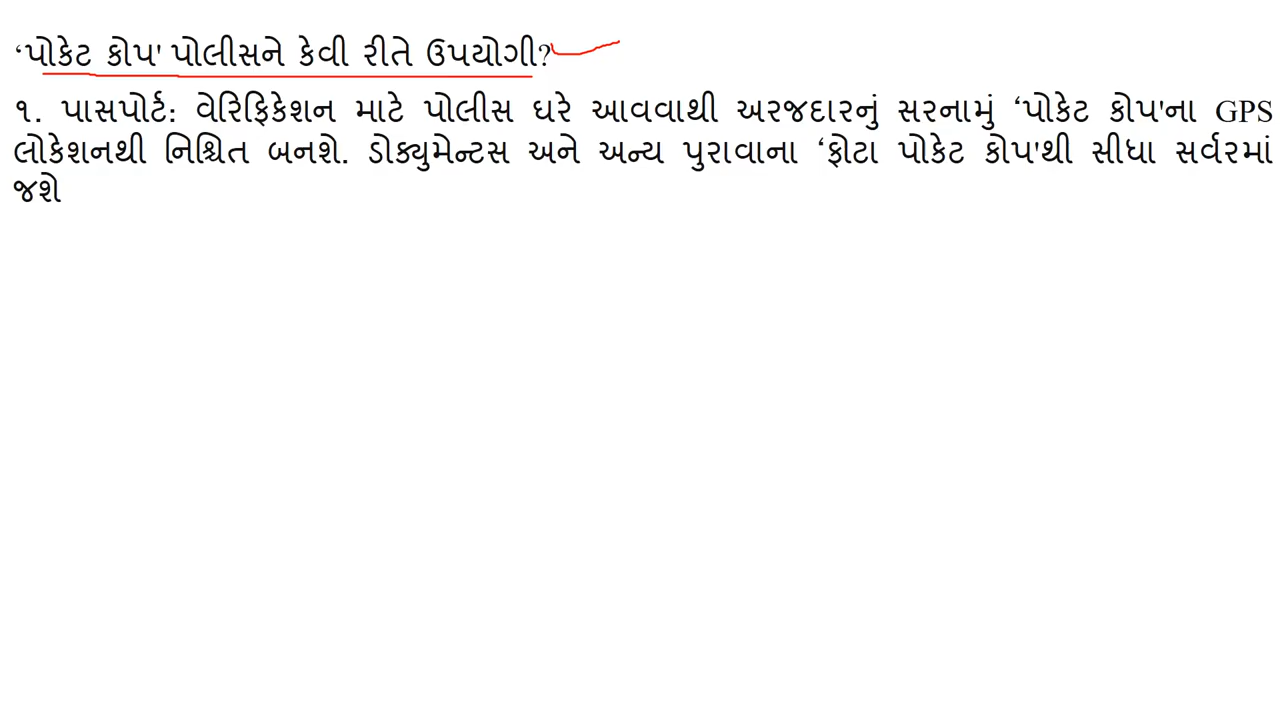 ‘પોકેટ કોપ' પોલીસને કેવી રીતે ઉપયોગી?
૧. પાસપોર્ટ: વેરિફિકેશન માટે પોલીસ ઘરે આવવાથી અરજદારનું સરનામું ‘પોકેટ કોપ'ના GPS
લોકેશનથી નિશ્ચિત બનશે. ડોક્યુમેન્ટસ અને અન્ય પુરાવાના ‘ફોટા પોકેટ કોપ'થી સીધા સર્વરમાં
જશે